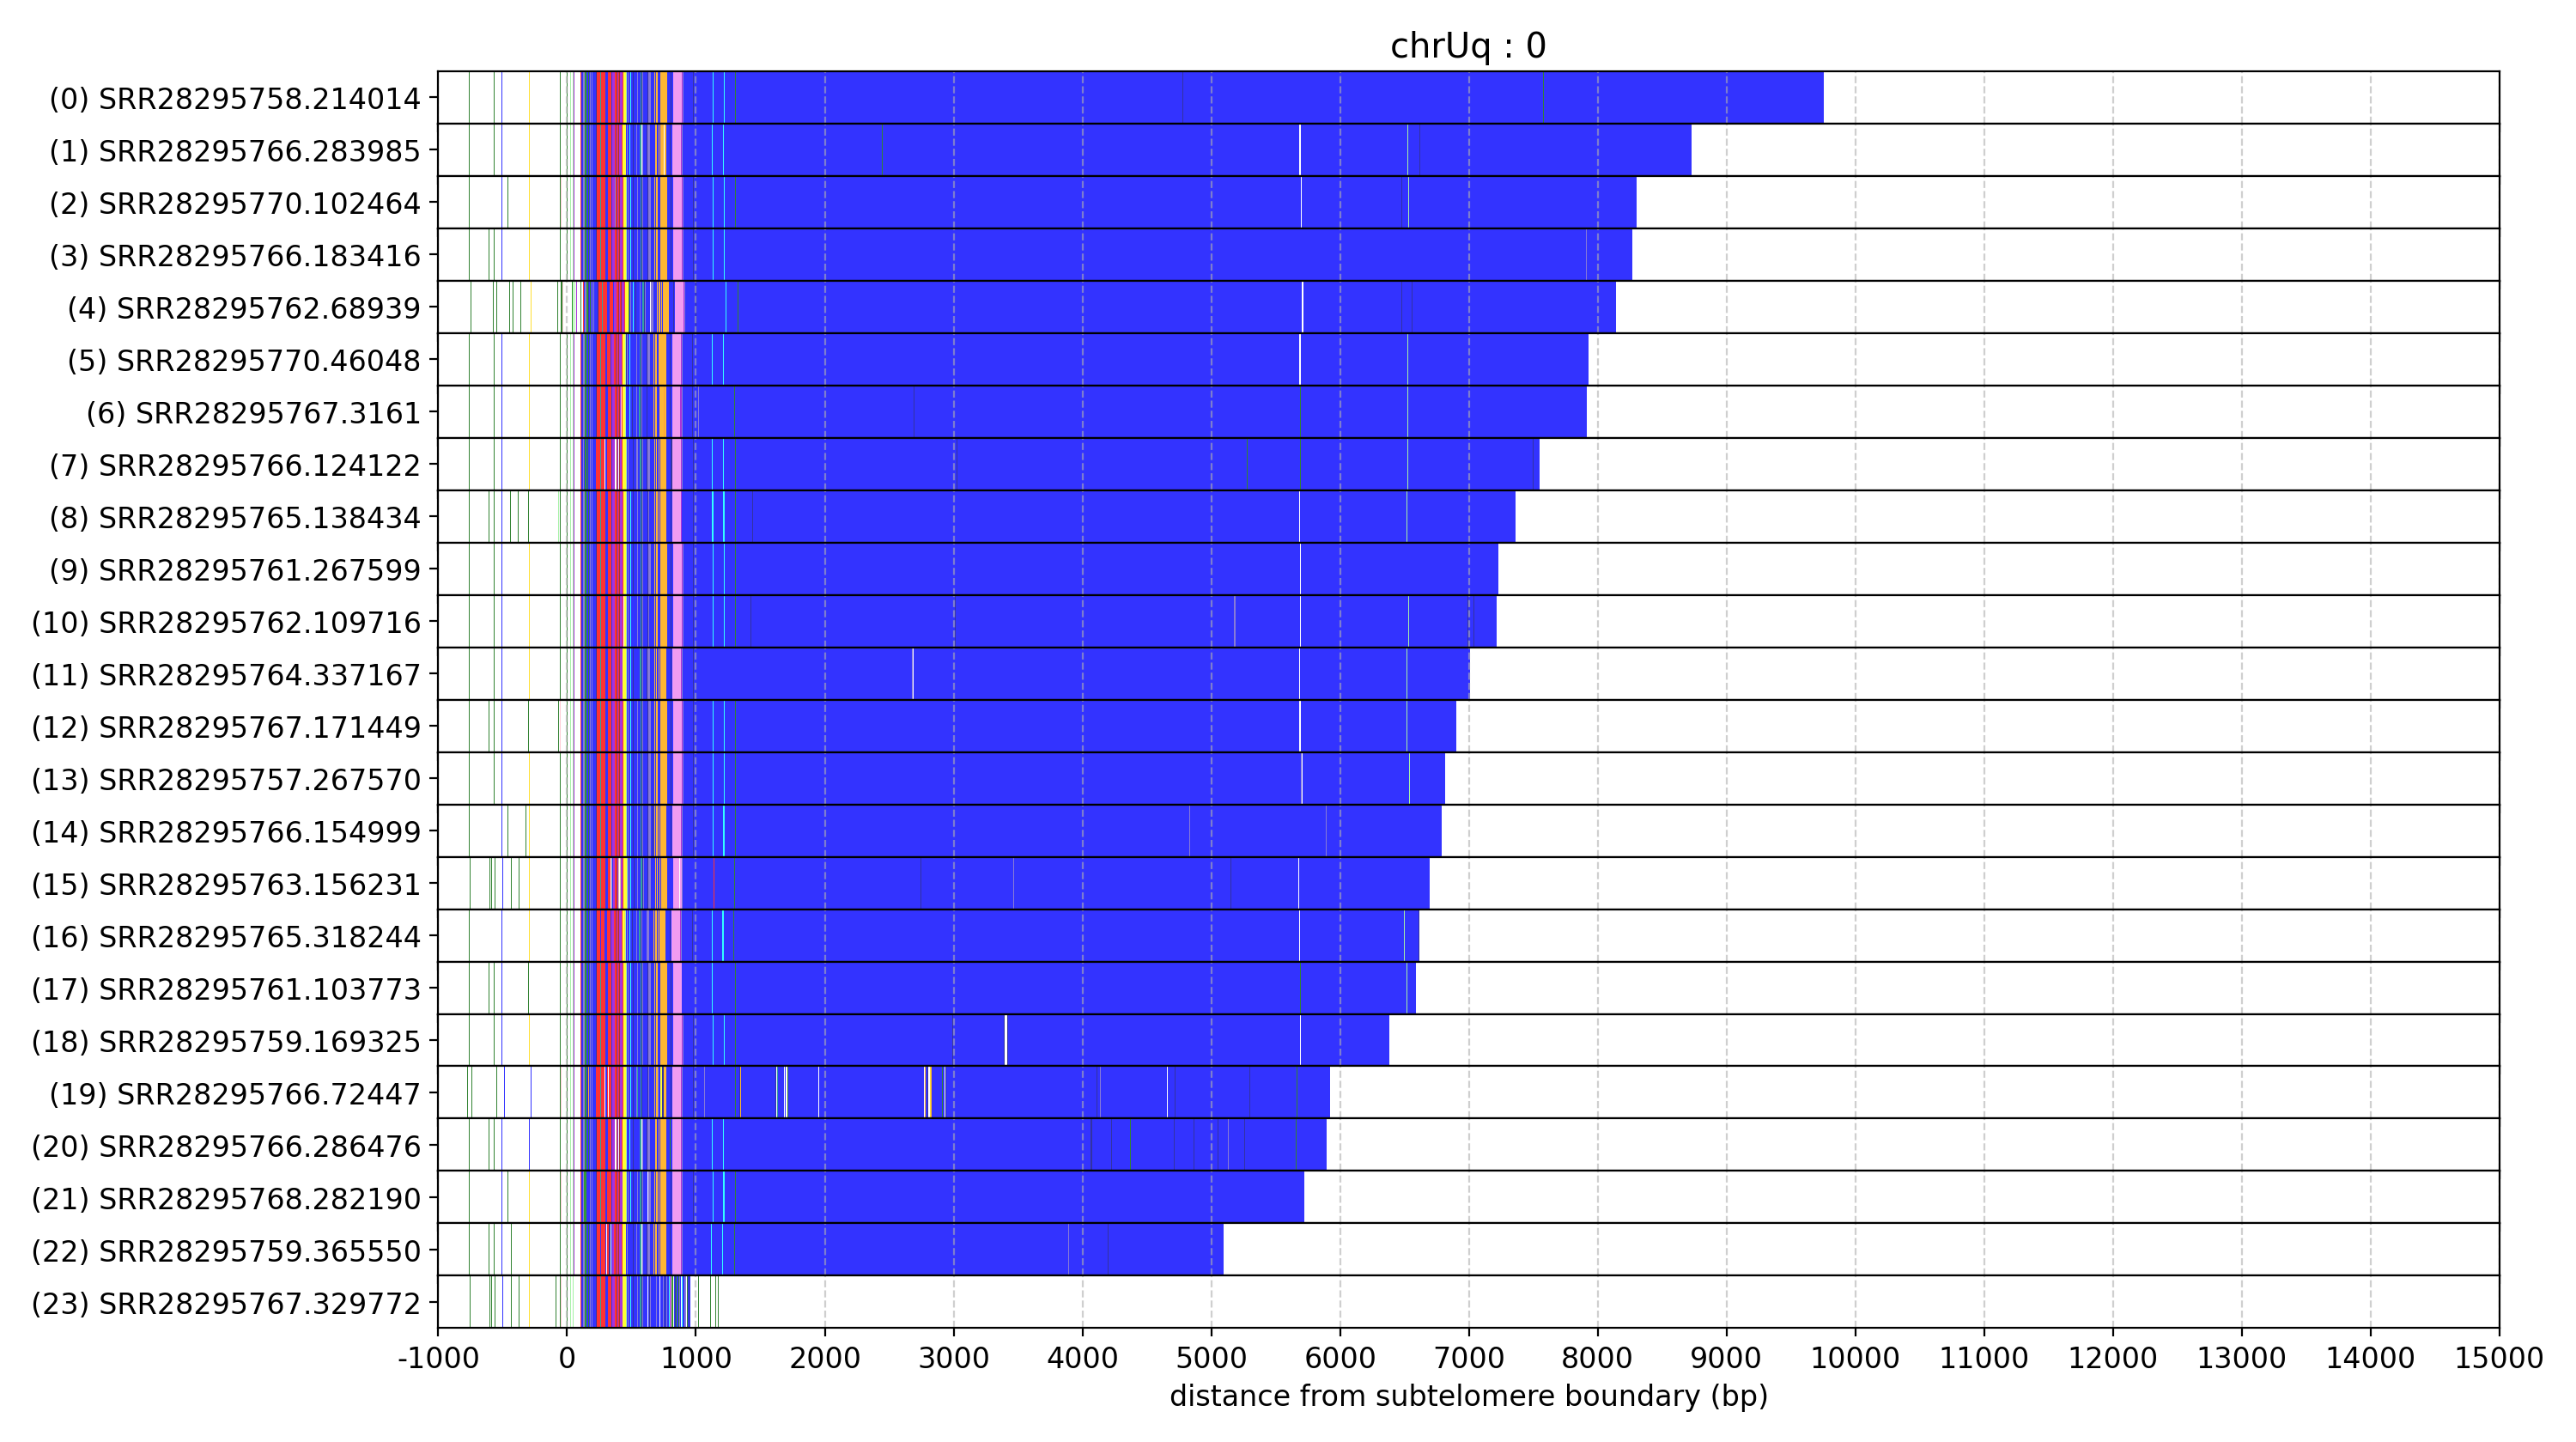 chrUq : 0
(0) SRR28295758.214014
(1) SRR28295766.283985
(2) SRR28295770.102464
(3) SRR28295766.183416
(4) SRR28295762.68939
(5) SRR28295770.46048
(6) SRR28295767.3161
(7) SRR28295766.124122
(8) SRR28295765.138434
(9) SRR28295761.267599
(10) SRR28295762.109716
(11) SRR28295764.337167
(12) SRR28295767.171449
(13) SRR28295757.267570
(14) SRR28295766.154999
(15) SRR28295763.156231
(16) SRR28295765.318244
(17) SRR28295761.103773
(18) SRR28295759.169325
(19) SRR28295766.72447
(20) SRR28295766.286476
(21) SRR28295768.282190
(22) SRR28295759.365550
(23) SRR28295767.329772
-1000 0 1000 2000 3000 4000 5000 6000 7000 8000 9000 10000 11000 12000 13000 14000 15000
distance from subtelomere boundary (bp)